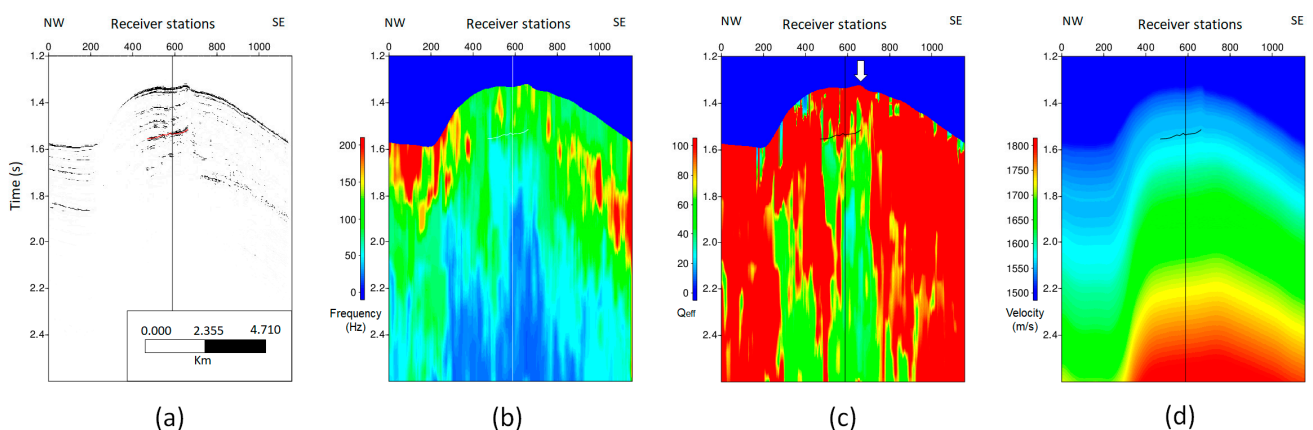 NW Receiver stations SE
0 200 400 600 800 1000
1.2
1.4
1.6
1.8
2.0
2.2
2.4
Time (s)
0.000 2.355 4.710
Km
(a)
NW Receiver stations SE
0 200 400 600 800 1000
1.2
1.4
1.6
1.8
2.0
2.2
2.4
200
150
100
50
0
Frequency
(Hz)
(b)
NW Receiver stations SE
0 200 400 600 800 1000
1.2
1.4
1.6
1.8
2.0
2.2
2.4
100
80
60
40
20
0
Qeff
(c)
NW Receiver stations SE
0 200 400 600 800 1000
1.2
1.4
1.6
1.8
2.0
2.2
2.4
1800
1750
1700
1650
1600
1550
1500
Velocity
(m/s)
(d)